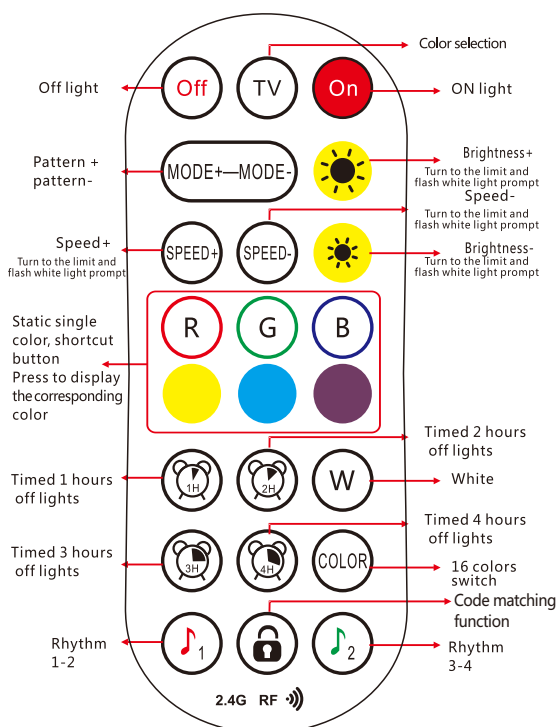 Color selection
Off light
Off
TV
On
ON light
Pattern +
pattern-
MODE+—MODE-
Brightness+
Turn to the limit and
flash white light prompt
Speed-
Turn to the limit and
flash white light prompt
Speed+
Turn to the limit and
flash white light prompt
SPEED+
SPEED-
Brightness-
Turn to the limit and
flash white light prompt
Static single
color, shortcut
button
Press to display
the corresponding
color
R
G
B
Timed 2 hours
off lights
Timed 1 hours
off lights
1H
2H
W
White
Timed 4 hours
off lights
Timed 3 hours
off lights
3H
4H
COLOR
16 colors
switch
Code matching
function
Rhythm
1-2
1
2
Rhythm
3-4
2.4G RF